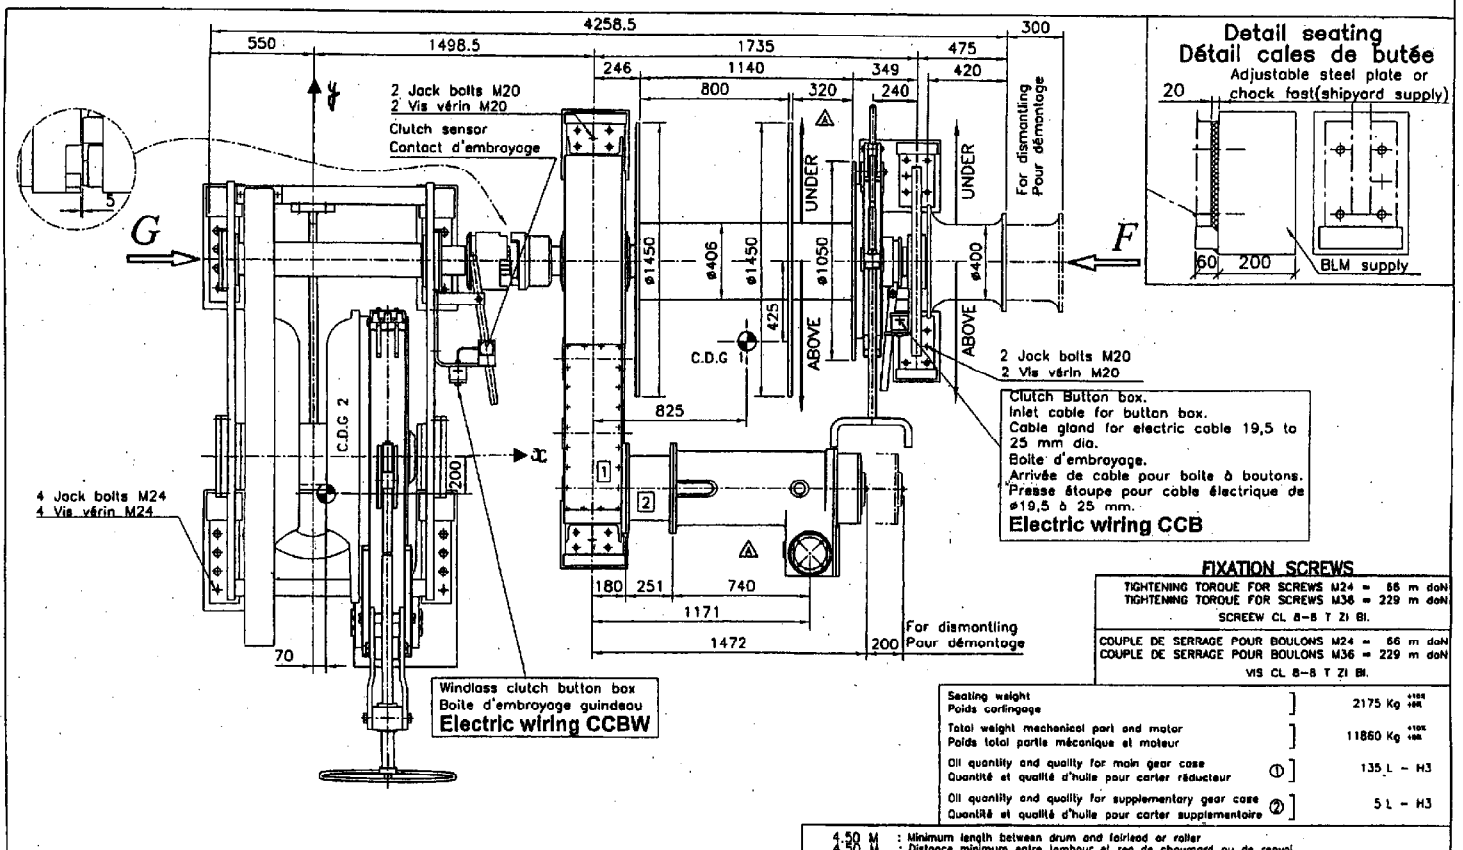 4258.5
300
550
1498.5
1735
475
246
1140
349
420
800
320
240
y
2 Jack bolts M20
2 Vis vérin M20
Clutch sensor
Contact d'embrayage
A
5
UNDER
UNDER
For dismantling
Pour démontage
G
F
ø1450
ø406
ø1450
ø1050
ø400
425
ABOVE
ABOVE
C.D.G 1
825
C.D.G 2
x
200
1
2
A
4 Jack bolts M24
4 Vis vérin M24
180
251
740
1171
1472
200
70
For dismantling
Pour démontage
Windlass clutch button box
Boite d'embrayage guindeau
Electric wiring CCBW
Detail seating
Détail cales de butée
Adjustable steel plate or
chock fast(shipyard supply)
20
60
200
BLM supply
2 Jack bolts M20
2 Vis vérin M20
Clutch Button box.
Inlet cable for button box.
Cable gland for electric cable 19,5 to
25 mm dia.
Boite d'embrayage.
Arrivée de cable pour boite à boutons.
Presse étoupe pour cable électrique de
ø19,5 à 25 mm.
Electric wiring CCB
FIXATION SCREWS
TIGHTENING TORQUE FOR SCREWS M24 = 66 m daN
TIGHTENING TORQUE FOR SCREWS M36 = 229 m daN
SCREEW CL 8-8 T ZI BI.
COUPLE DE SERRAGE POUR BOULONS M24 = 66 m daN
COUPLE DE SERRAGE POUR BOULONS M36 = 229 m daN
VIS CL 8-8 T ZI BI.
Seating weight
Poids carlingage
2175 Kg
Total weight mechanical part and motor
Poids total partie mécanique et moteur
11860 Kg
Oil quantity and quality for main gear case
Quantité et qualité d'huile pour carter réducteur
1
135 L - H3
Oil quantity and quality for supplementary gear case
Quantité et qualité d'huile pour carter supplementaire
2
5 L - H3
4.50 M : Minimum length between drum and fairlead or roller
4.50 M : Distance minimum entre tambour et